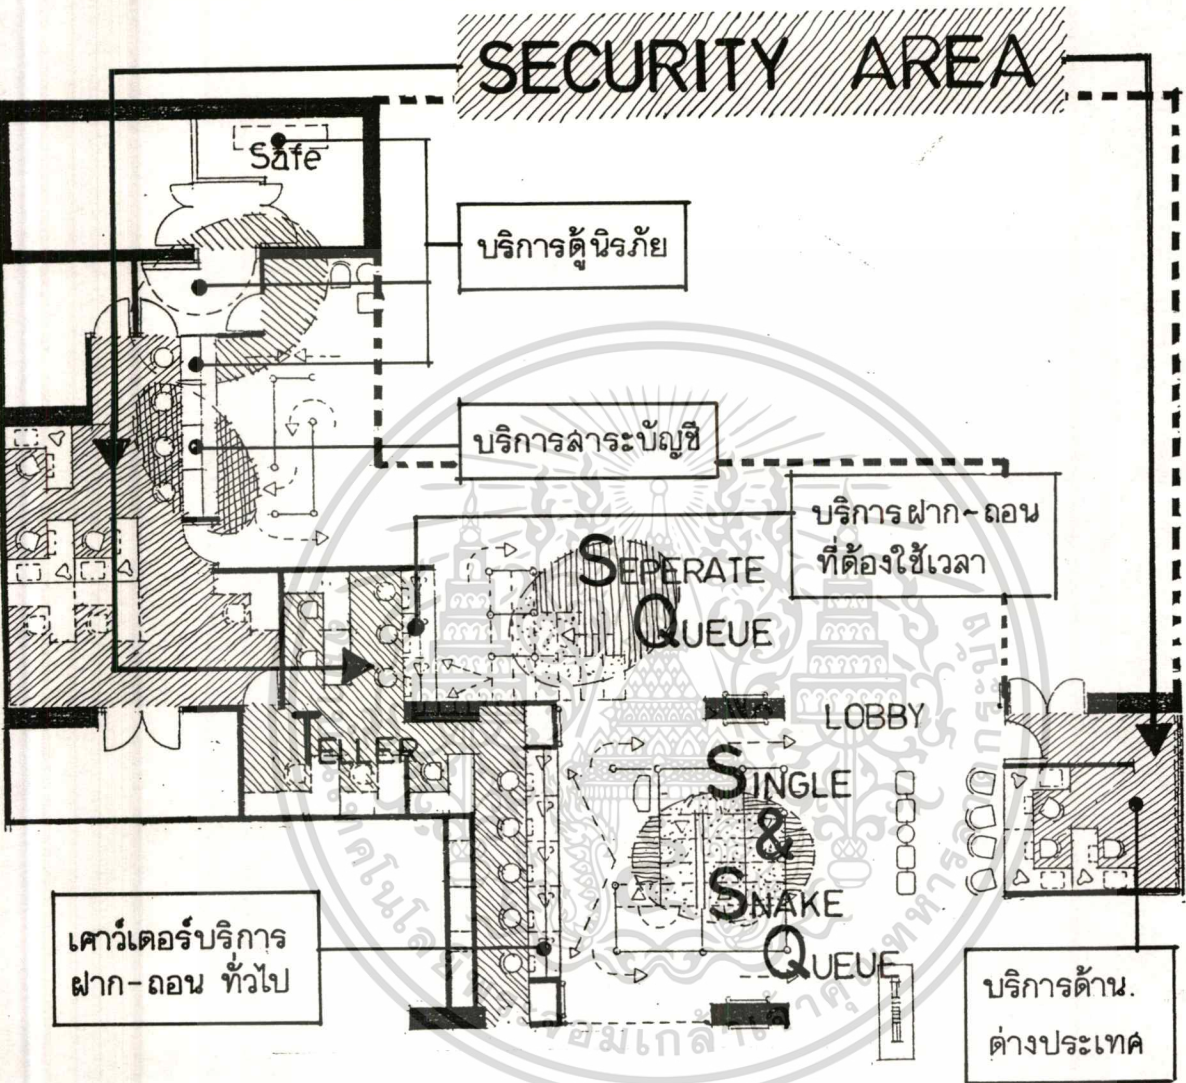 SECURITY AREA
Safe
บริการตู้นิรภัย
บริการสาระบัญชี
บริการฝาก-ถอน
ที่ต้องใช้เวลา
SEPERATE
QUEUE
LOBBY
TELLER
SINGLE
&
SNAKE
QUEUE
เคาว์เตอร์บริการ
ฝาก-ถอน ทั่วไป
บริการด้าน.
ต่างประเทศ